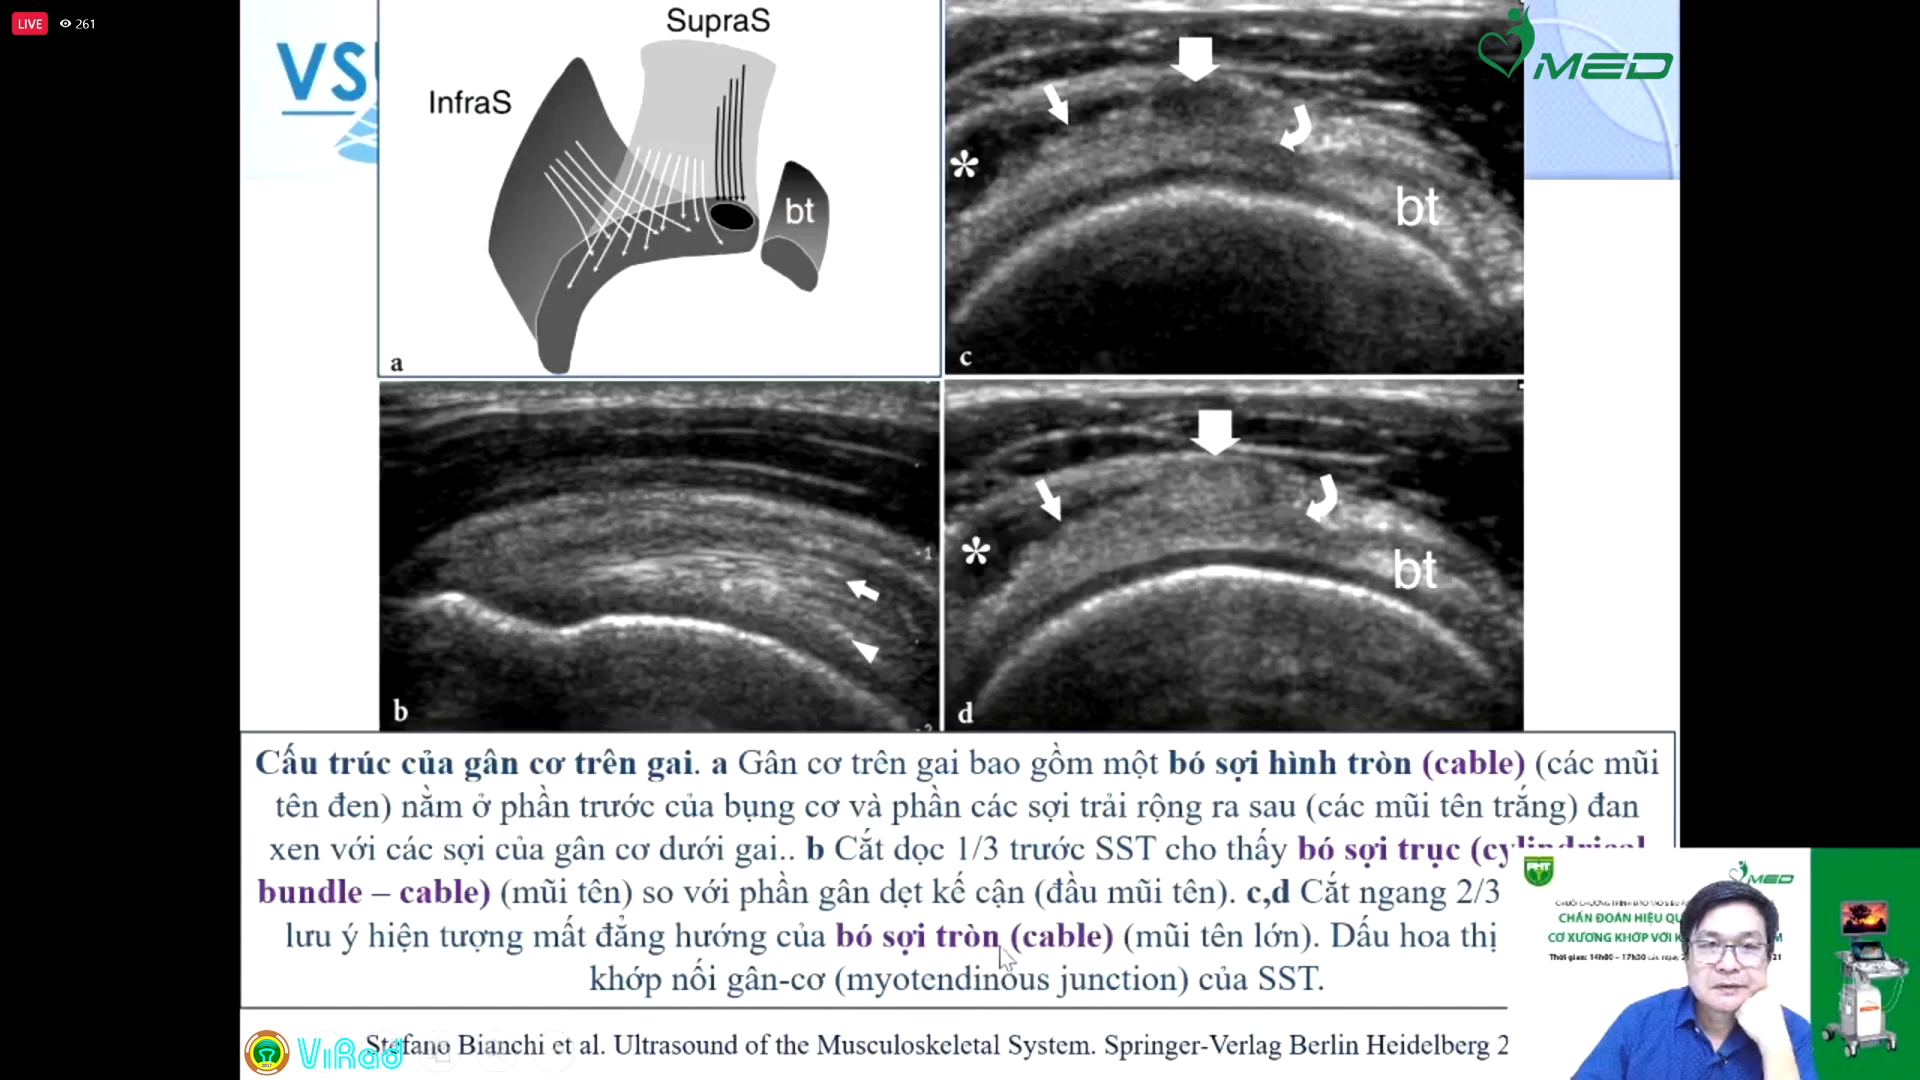 LIVE 261
VS
MED
SupraS
InfraS
bt
a
*
bt
c
b
*
bt
d
Cấu trúc của gân cơ trên gai. a Gân cơ trên gai bao gồm một bó sợi hình tròn (cable) (các mũi
tên đen) nằm ở phần trước của bụng cơ và phần các sợi trải rộng ra sau (các mũi tên trắng) đan
xen với các sợi của gân cơ dưới gai.. b Cắt dọc 1/3 trước SST cho thấy bó sợi trục (cylindrical
bundle – cable) (mũi tên) so với phần gân dẹt kế cận (đầu mũi tên). c,d Cắt ngang 2/3
lưu ý hiện tượng mất đẳng hướng của bó sợi tròn (cable) (mũi tên lớn). Dấu hoa thị
khớp nối gân-cơ (myotendinous junction) của SST.
ViRad
Stefano Bianchi et al. Ultrasound of the Musculoskeletal System. Springer-Verlag Berlin Heidelberg 2
MED
CHẨN ĐOÁN HIỆU QU
CƠ XƯƠNG KHỚP VỚI
Thời gian: 14h00 – 17h30